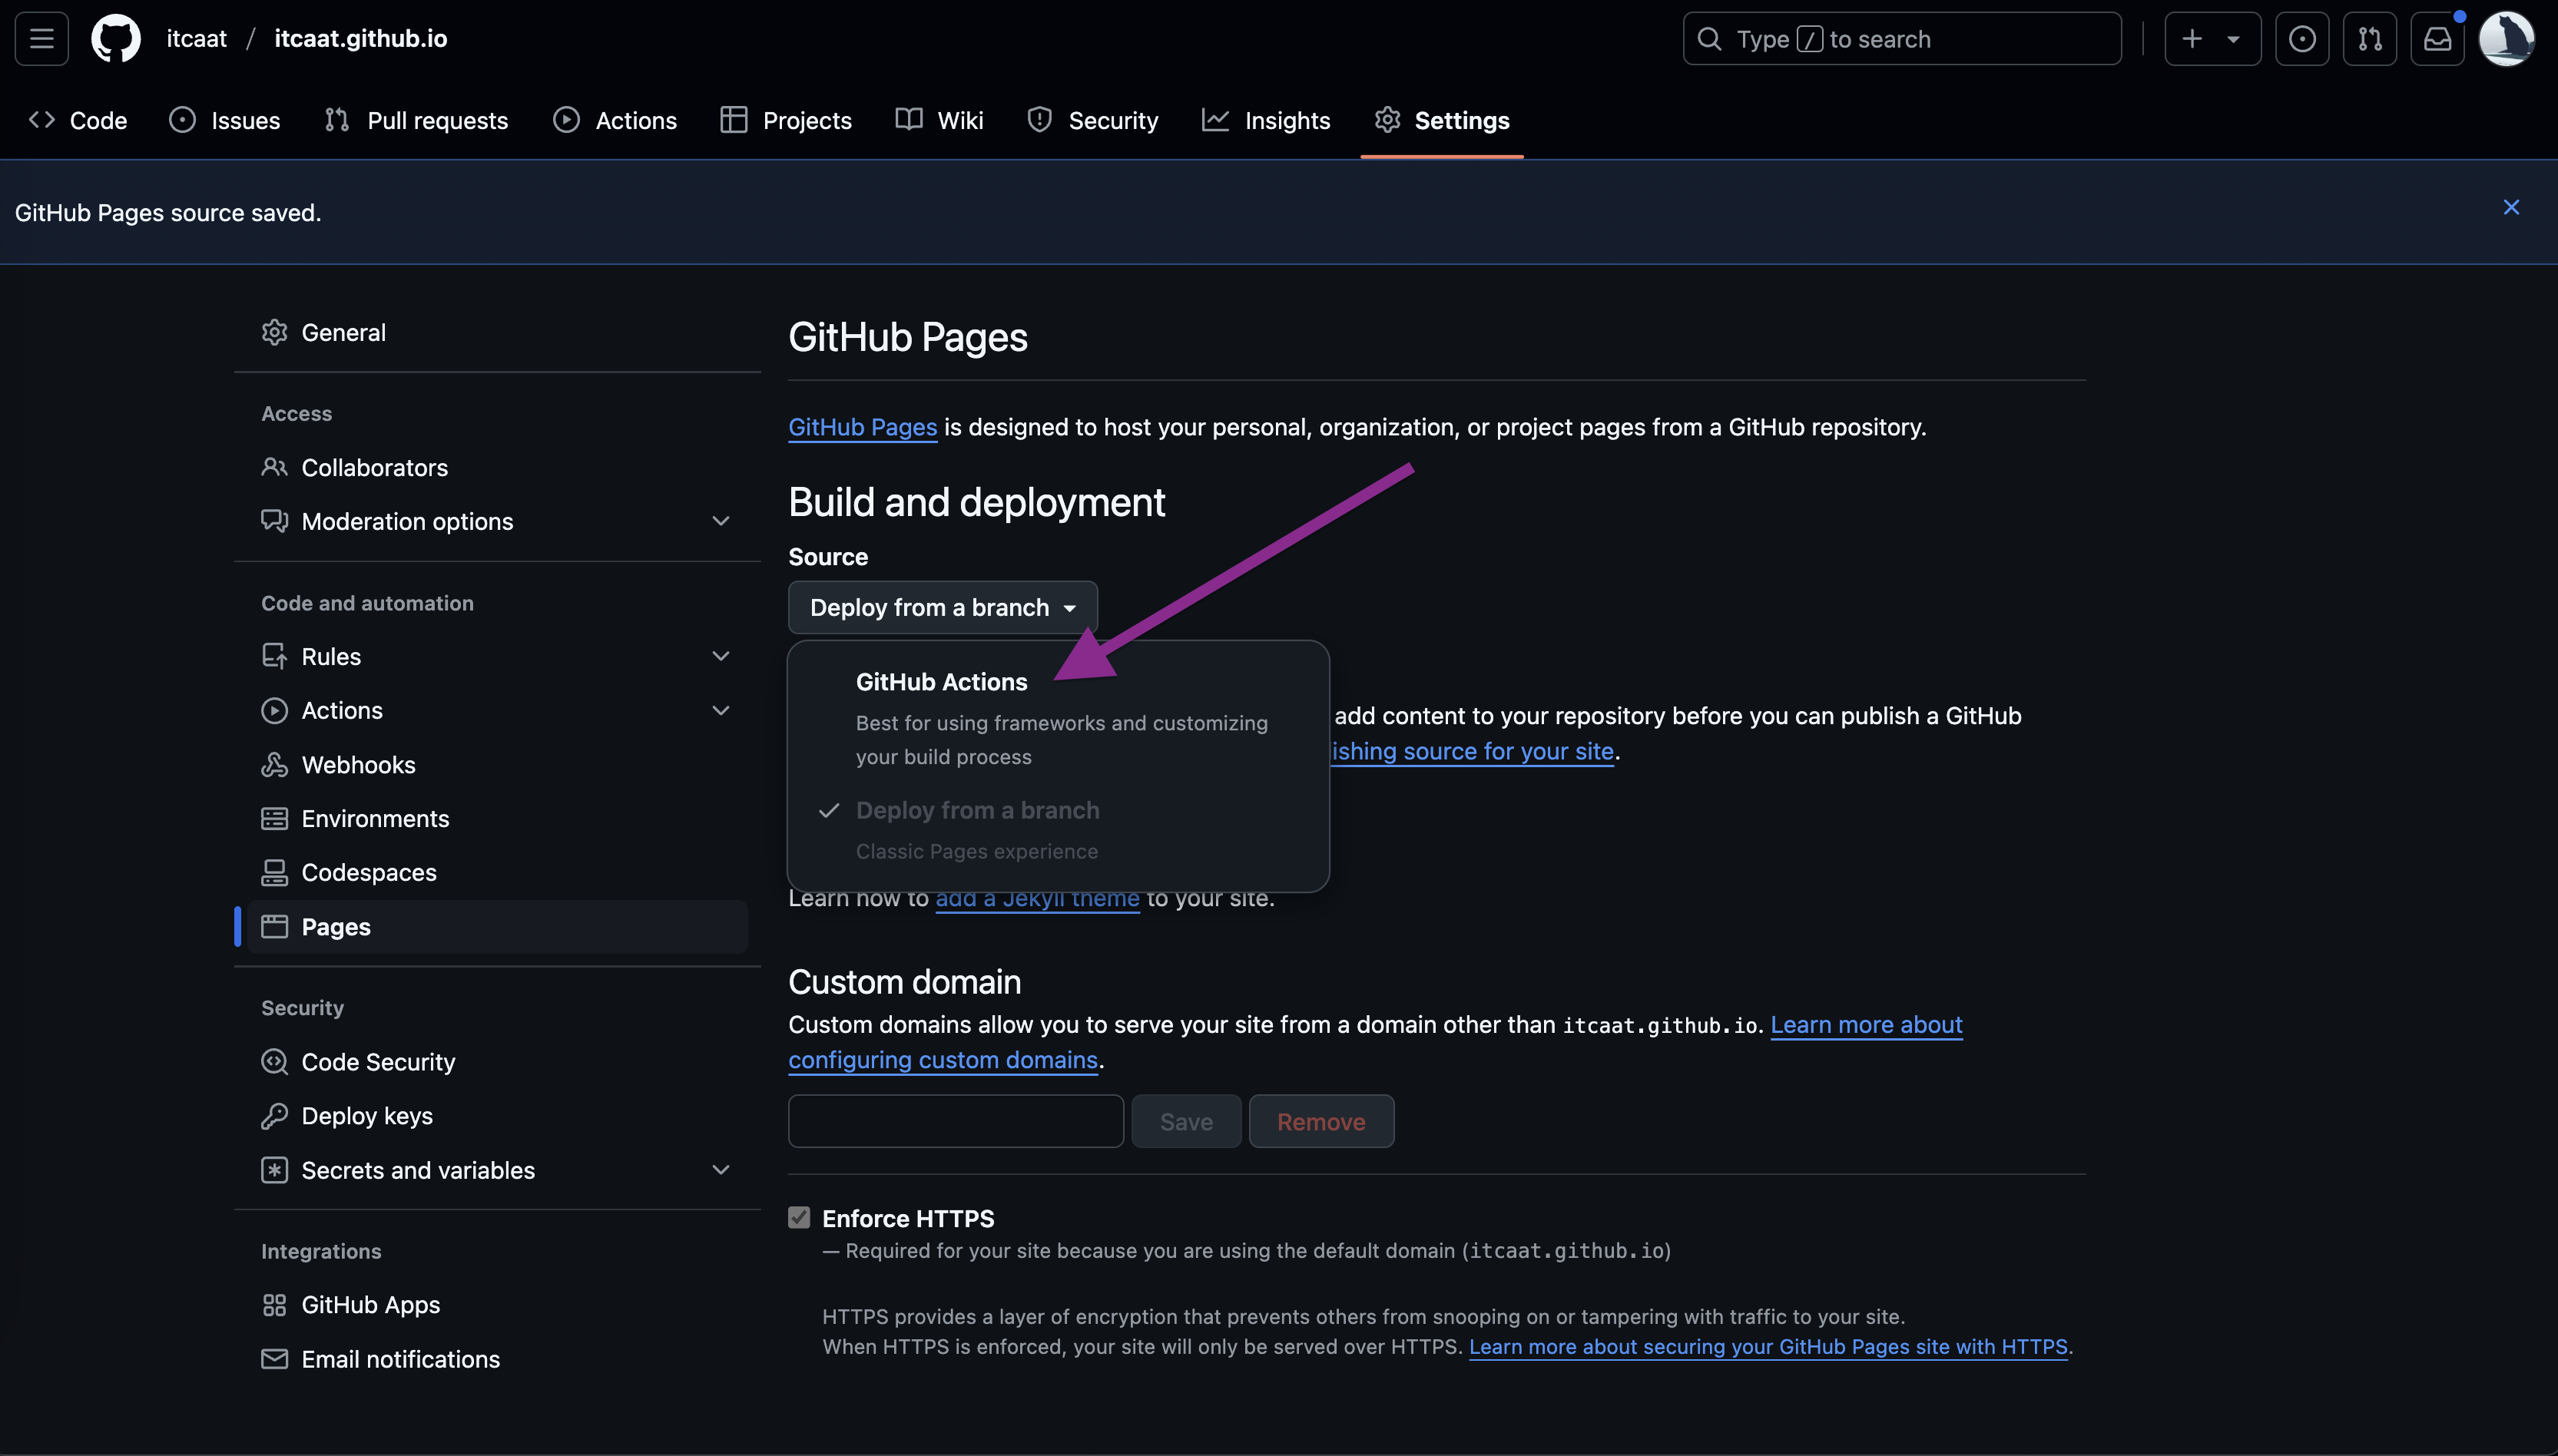 itcaat / itcaat.github.io
Type / to search
Code
Issues
Pull requests
Actions
Projects
Wiki
Security
Insights
Settings
GitHub Pages source saved.
General
Access
Collaborators
Moderation options
Code and automation
Rules
Actions
Webhooks
Environments
Codespaces
Pages
Security
Code Security
Deploy keys
Secrets and variables
Integrations
GitHub Apps
Email notifications
GitHub Pages
GitHub Pages is designed to host your personal, organization, or project pages from a GitHub repository.
Build and deployment
Source
Deploy from a branch
GitHub Actions
Best for using frameworks and customizing
your build process
Deploy from a branch
Classic Pages experience
add content to your repository before you can publish a GitHub
ishing source for your site.
Learn how to add a Jekyll theme to your site.
Custom domain
Custom domains allow you to serve your site from a domain other than itcaat.github.io. Learn more about
configuring custom domains.
Save
Remove
Enforce HTTPS
— Required for your site because you are using the default domain (itcaat.github.io)
HTTPS provides a layer of encryption that prevents others from snooping on or tampering with traffic to your site.
When HTTPS is enforced, your site will only be served over HTTPS. Learn more about securing your GitHub Pages site with HTTPS.